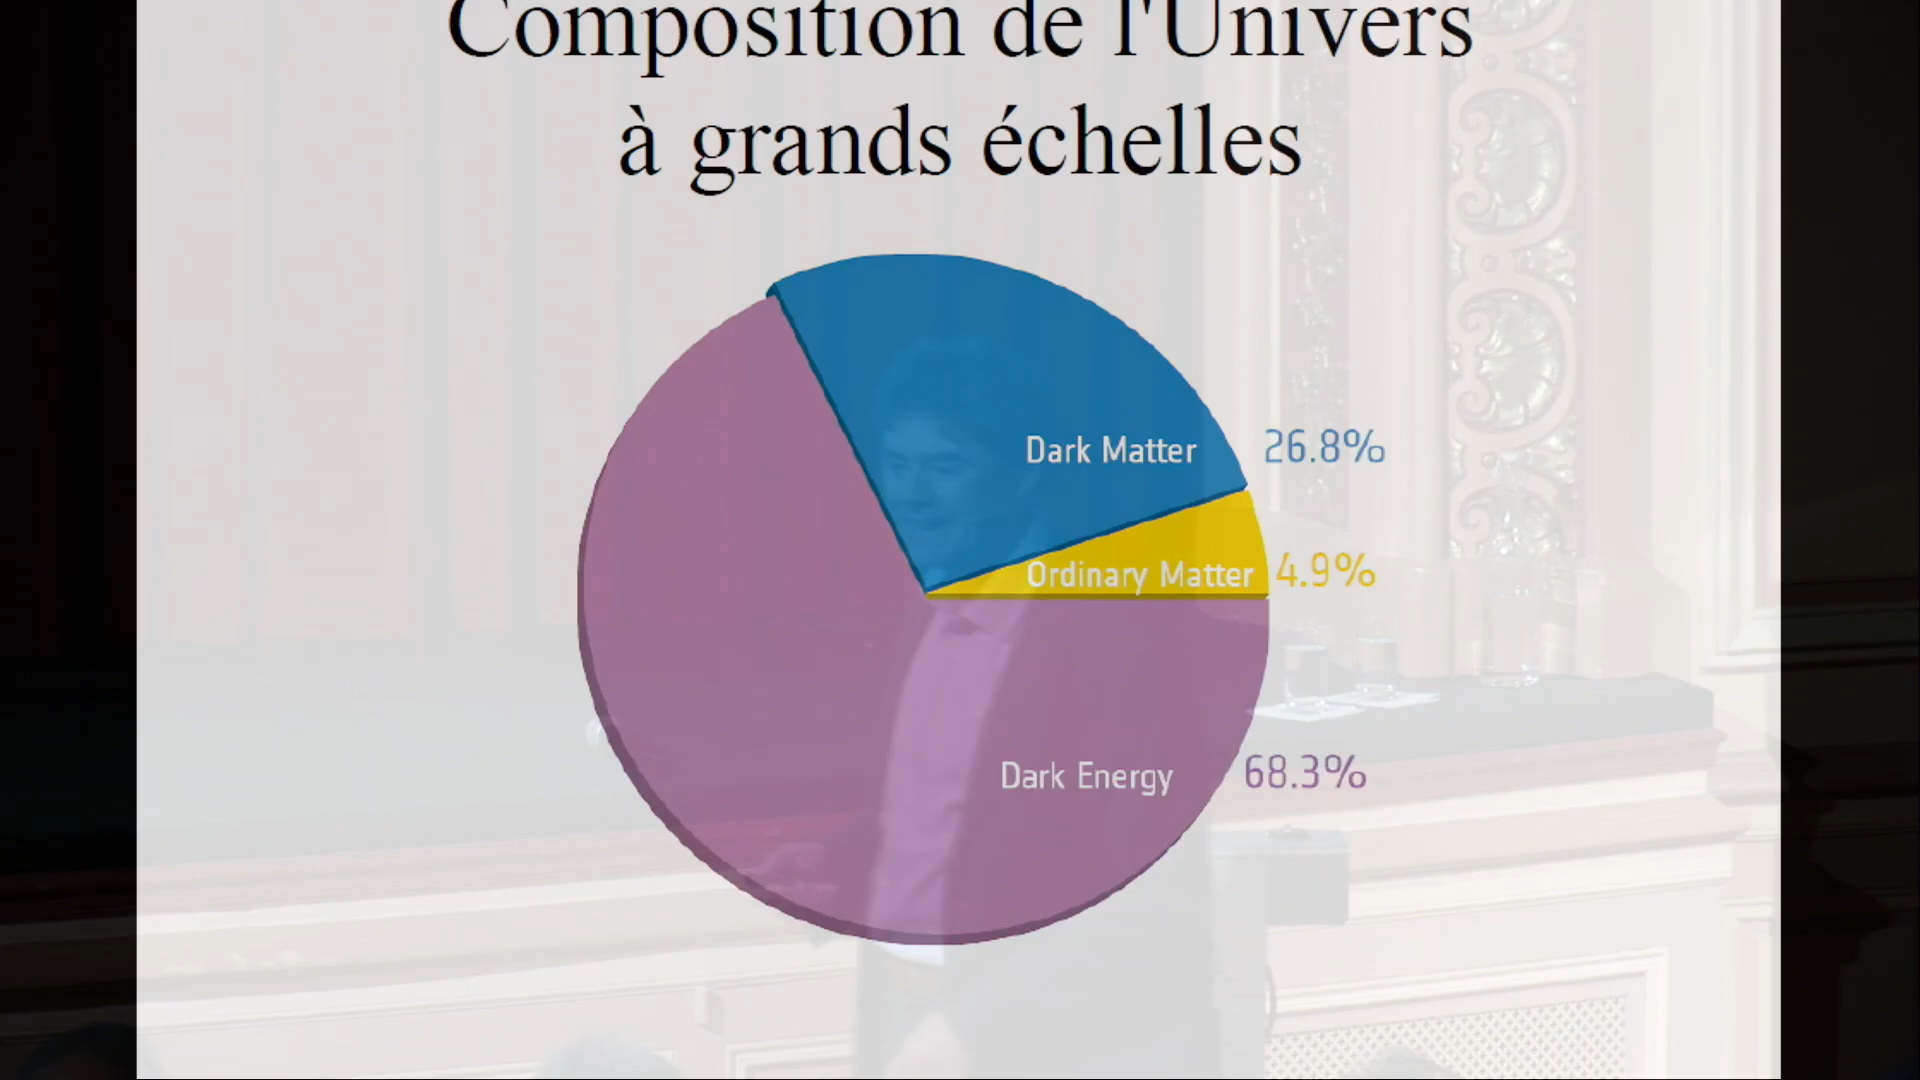 Composition de l'Univers
à grands échelles
Dark Matter 26.8%
Ordinary Matter 4.9%
Dark Energy 68.3%